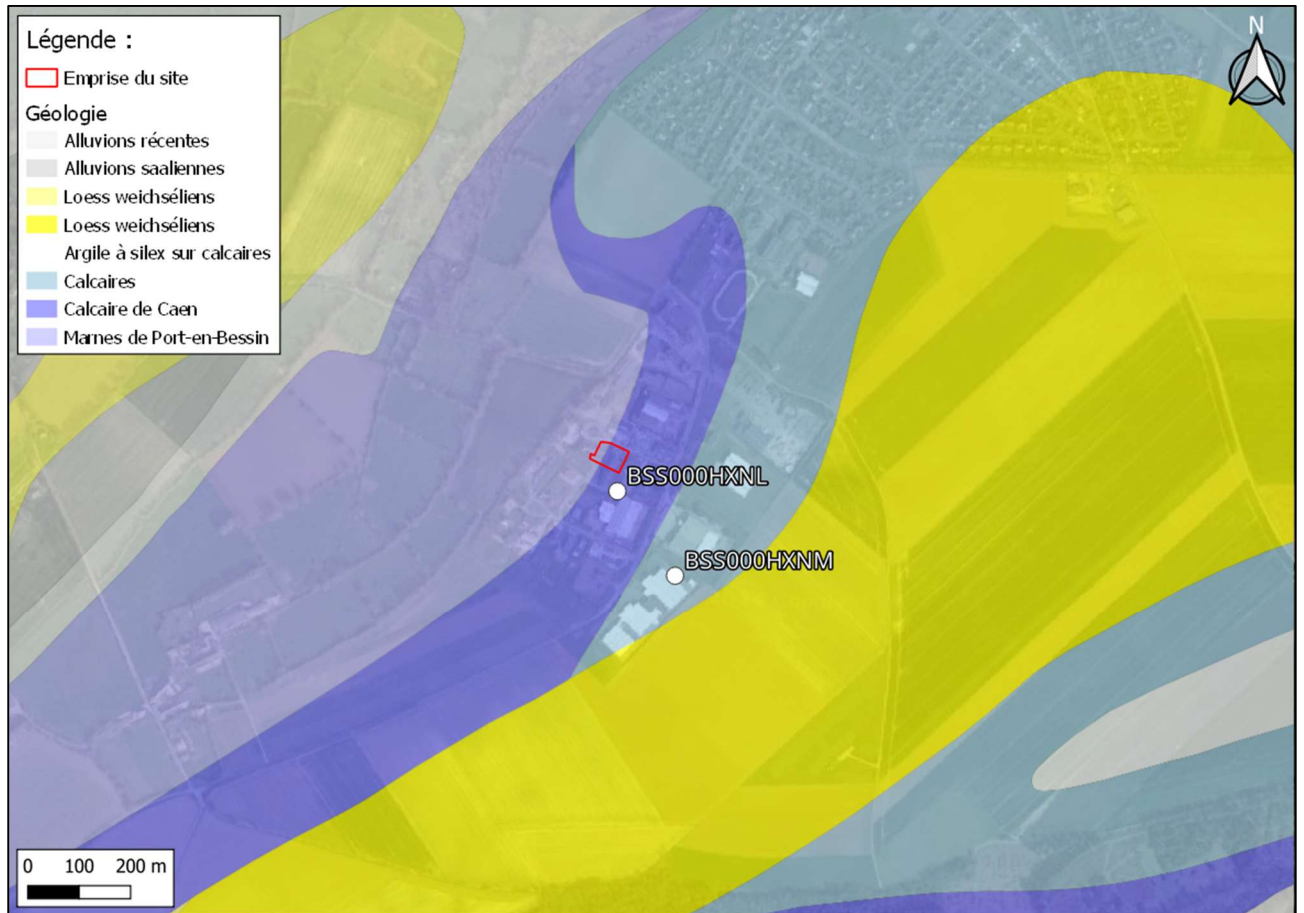 Légende :
Emprise du site
Géologie
Alluvions récentes
Alluvions saaliennes
Loess weichséliens
Loess weichséliens
Argile à silex sur calcaires
Calcaires
Calcaire de Caen
Marnes de Port-en-Bessin
N
BSS000HXNL
BSS000HXNM
0 100 200 m